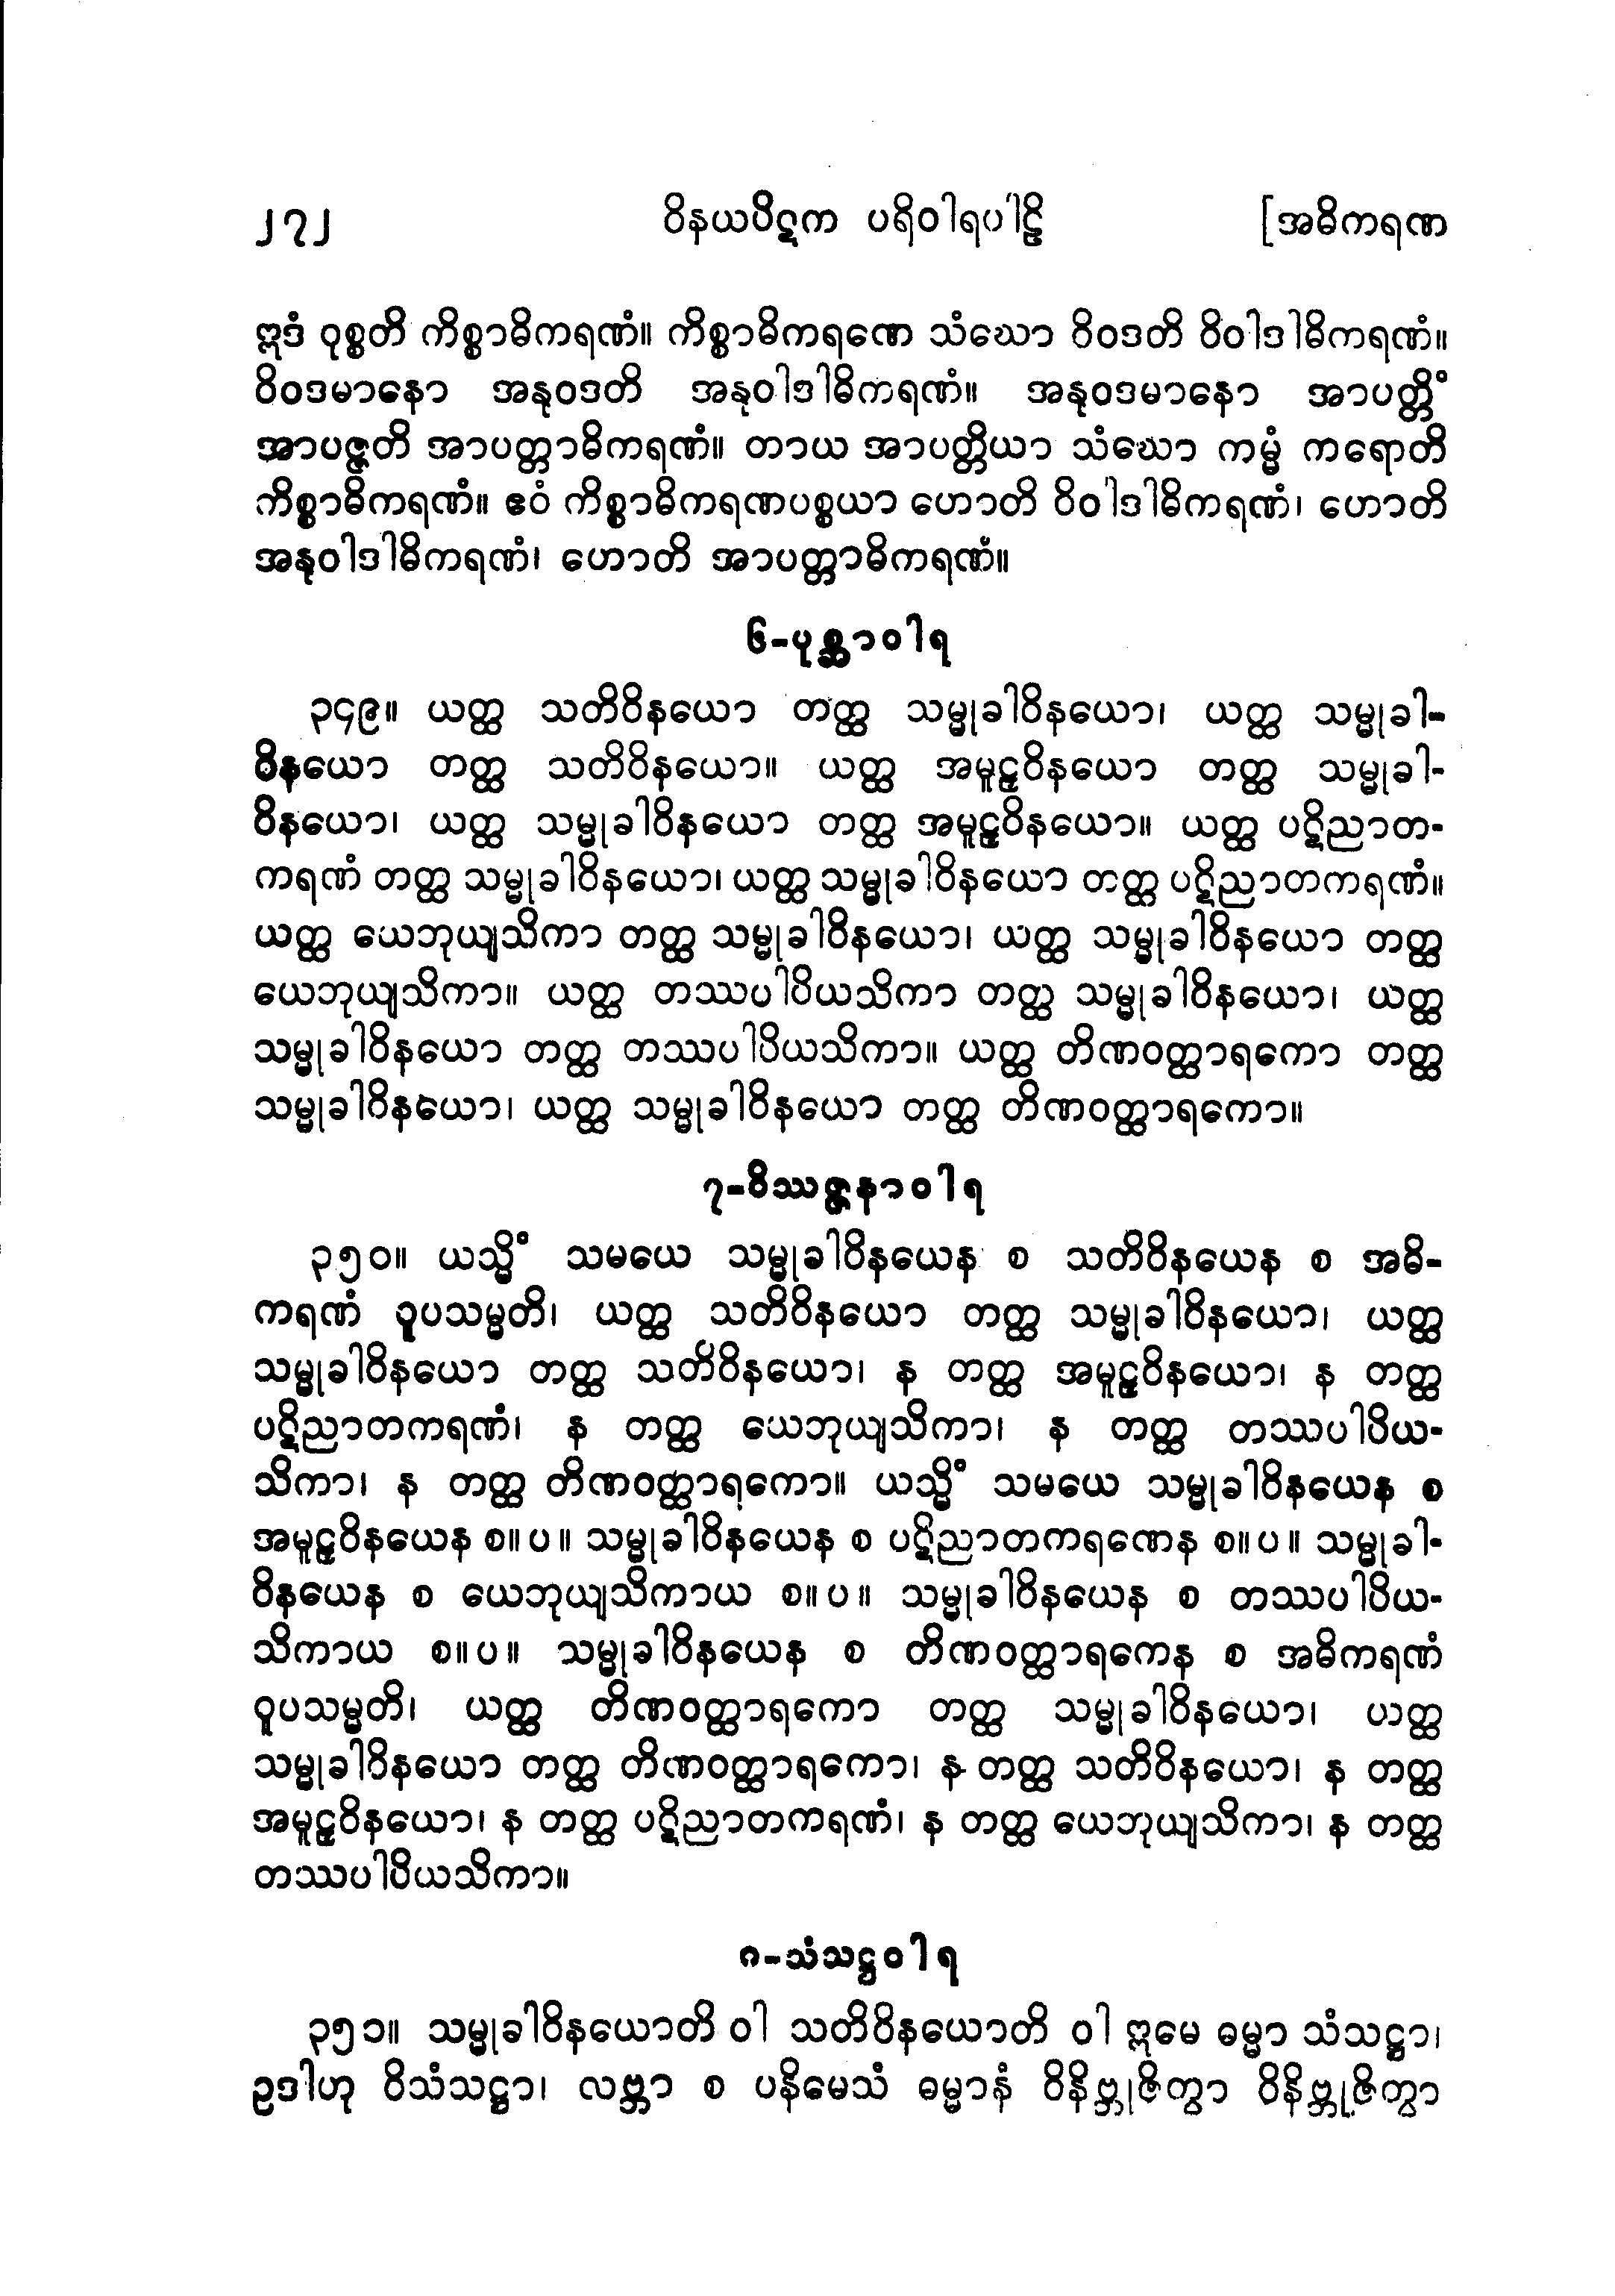 ၂၇၂ ဝိနယပိဋက ပရိဝါရပါဠိ [အဓိကရဏ
ဣဒံ ဝုစ္စတိ ကိစ္စာဓိကရဏံ။ ကိစ္စာဓိကရဏေ သံဃော ဝိဝဒတိ ဝိဝါဒါဓိကရဏံ။
ဝိဝဒမာနော အနုဝဒတိ အနုဝါဒါဓိကရဏံ။ အနုဝဒမာနော အာပတ္တိံ
အာပဇ္ဇတိ အာပတ္တာဓိကရဏံ။ တာယ အာပတ္တိယာ သံဃော ကမ္မံ ကရောတိ
ကိစ္စာဓိကရဏံ။ ဧဝံ ကိစ္စာဓိကရဏပစ္စယာ ဟောတိ ဝိဝါဒါဓိကရဏံ၊ ဟောတိ
အနုဝါဒါဓိကရဏံ၊ ဟောတိ အာပတ္တာဓိကရဏံ။
၆-ပုစ္ဆာဝါရ
၃၄၉။ ယတ္ထ သတိဝိနယော တတ္ထ သမ္မုခါဝိနယော၊ ယတ္ထ သမ္မုခါ-
ဝိနယော တတ္ထ သတိဝိနယော။ ယတ္ထ အမူဠှဝိနယော တတ္ထ သမ္မုခါ-
ဝိနယော၊ ယတ္ထ သမ္မုခါဝိနယော တတ္ထ အမူဠှဝိနယော။ ယတ္ထ ပဋိညာတ-
ကရဏံ တတ္ထ သမ္မုခါဝိနယော၊ ယတ္ထ သမ္မုခါဝိနယော တတ္ထ ပဋိညာတကရဏံ။
ယတ္ထ ယေဘုယျသိကာ တတ္ထ သမ္မုခါဝိနယော၊ ယတ္ထ သမ္မုခါဝိနယော တတ္ထ
ယေဘုယျသိကာ။ ယတ္ထ တဿပါပိယသိကာ တတ္ထ သမ္မုခါဝိနယော၊ ယတ္ထ
သမ္မုခါဝိနယော တတ္ထ တဿပါပိယသိကာ။ ယတ္ထ တိဏဝတ္ထာရကော တတ္ထ
သမ္မုခါဝိနယော၊ ယတ္ထ သမ္မုခါဝိနယော တတ္ထ တိဏဝတ္ထာရကော။
၇-ဝိဿဇ္ဇနာဝါရ
၃၅၀။ ယသ္မိံ သမယေ သမ္မုခါဝိနယေန စ သတိဝိနယေန စ အဓိ-
ကရဏံ ဝူပသမ္မတိ၊ ယတ္ထ သတိဝိနယော တတ္ထ သမ္မုခါဝိနယော၊ ယတ္ထ
သမ္မုခါဝိနယော တတ္ထ သတိဝိနယော၊ န တတ္ထ အမူဠှဝိနယော၊ န တတ္ထ
ပဋိညာတကရဏံ၊ န တတ္ထ ယေဘုယျသိကာ၊ န တတ္ထ တဿပါပိယ-
သိကာ၊ န တတ္ထ တိဏဝတ္ထာရကော။ ယသ္မိံ သမယေ သမ္မုခါဝိနယေန စ
အမူဠှဝိနယေန စ။ပ။ သမ္မုခါဝိနယေန စ ပဋိညာတကရဏေန စ။ပ။ သမ္မုခါ-
ဝိနယေန စ ယေဘုယျသိကာယ စ။ပ။ သမ္မုခါဝိနယေန စ တဿပါပိယ-
သိကာယ စ။ပ။ သမ္မုခါဝိနယေန စ တိဏဝတ္ထာရကေန စ အဓိကရဏံ
ဝူပသမ္မတိ၊ ယတ္ထ တိဏဝတ္ထာရကော တတ္ထ သမ္မုခါဝိနယော၊ ယတ္ထ
သမ္မုခါဝိနယော တတ္ထ တိဏဝတ္ထာရကော၊ န တတ္ထ သတိဝိနယော၊ န တတ္ထ
အမူဠှဝိနယော၊ န တတ္ထ ပဋိညာတကရဏံ၊ န တတ္ထ ယေဘုယျသိကာ၊ န တတ္ထ
တဿပါပိယသိကာ။
၈-သံသဋ္ဌဝါရ
၃၅၁။ သမ္မုခါဝိနယောတိ ဝါ သတိဝိနယောတိ ဝါ ဣမေ ဓမ္မာ သံသဋ္ဌာ၊
ဥဒါဟု ဝိသံသဋ္ဌာ၊ လဗ္ဘာ စ ပနိမေသံ ဓမ္မာနံ ဝိနိဗ္ဘုဇိတွာ ဝိနိဗ္ဘုဇိတွာ